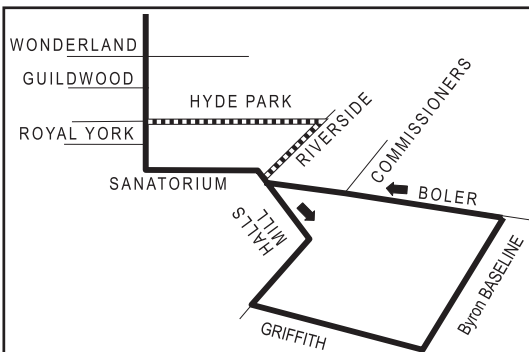 WONDERLAND
GUILDWOOD
HYDE PARK
ROYAL YORK
RIVERSIDE
COMMISSIONERS
SANATORIUM
BOLER
HALLS
MILL
Byron BASELINE
GRIFFITH